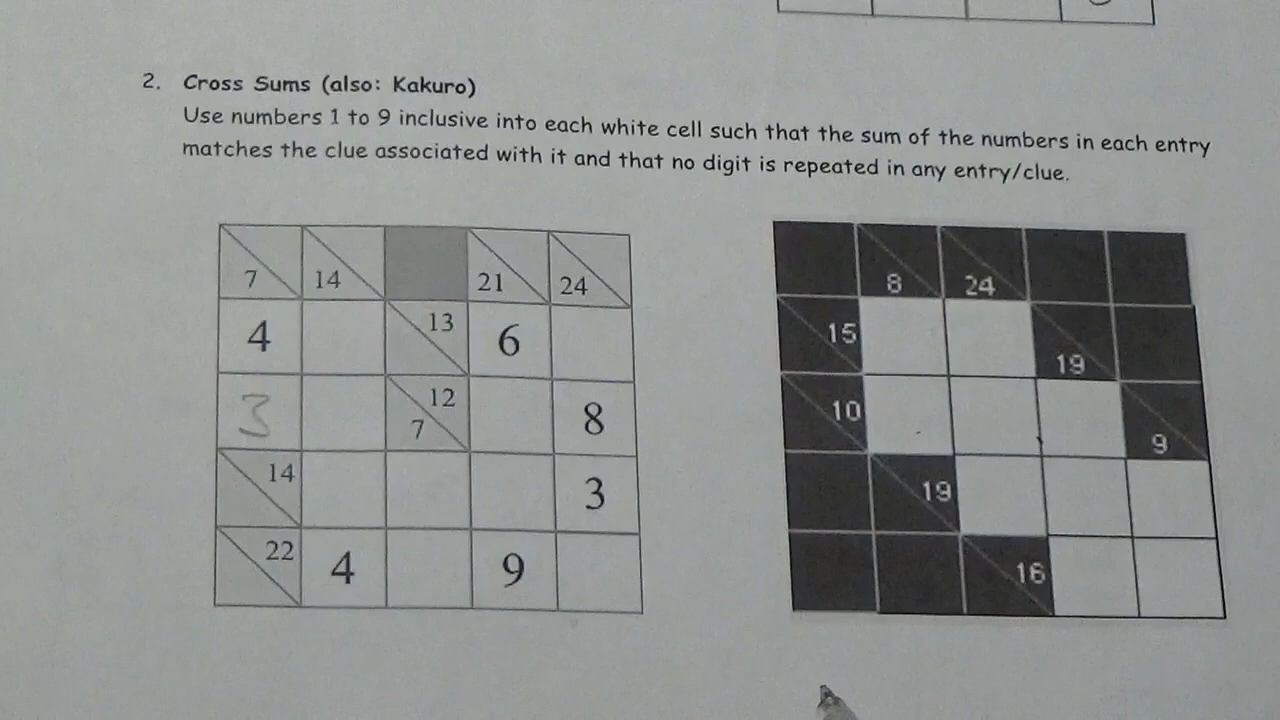 2. Cross Sums (also: Kakuro)
Use numbers 1 to 9 inclusive into each white cell such that the sum of the numbers in each entry
matches the clue associated with it and that no digit is repeated in any entry/clue.
7 14 21 24
4 13 6
3 12 7 8
14 3
22 4 9
8 24
15 19
10 9
19
16